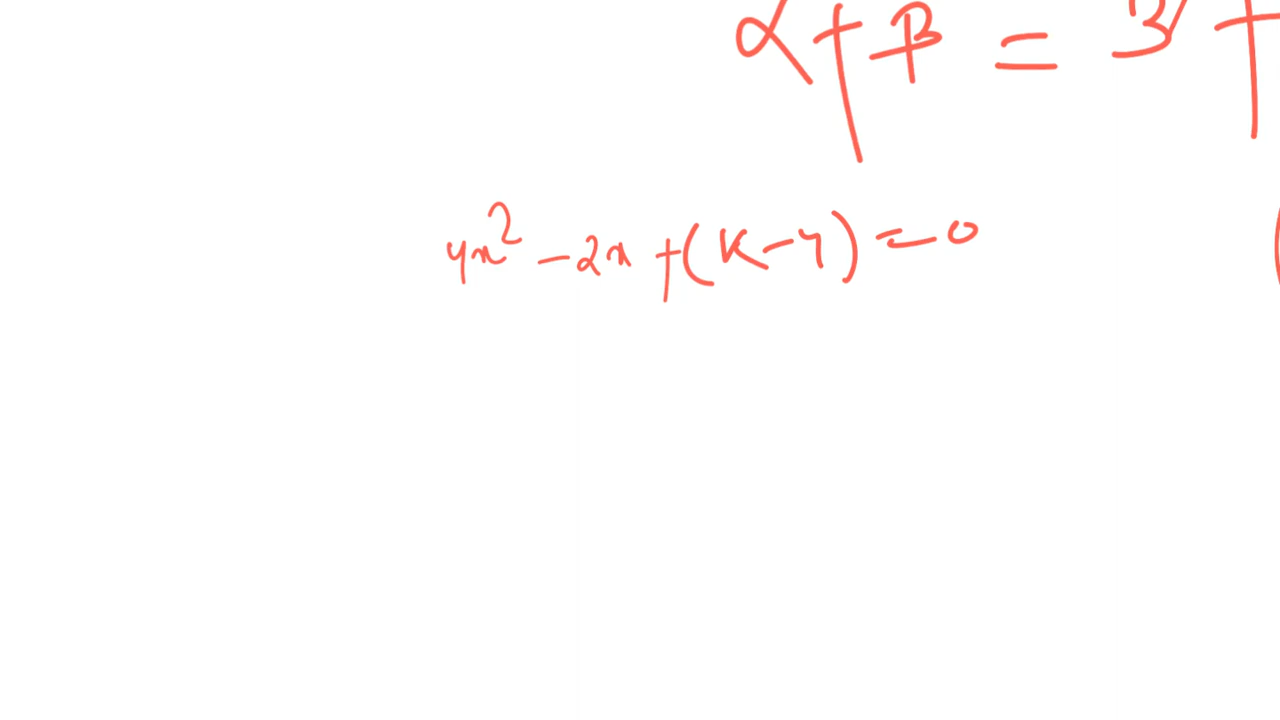 α + β = 3 +
4x² - 2x + (k-4) = 0